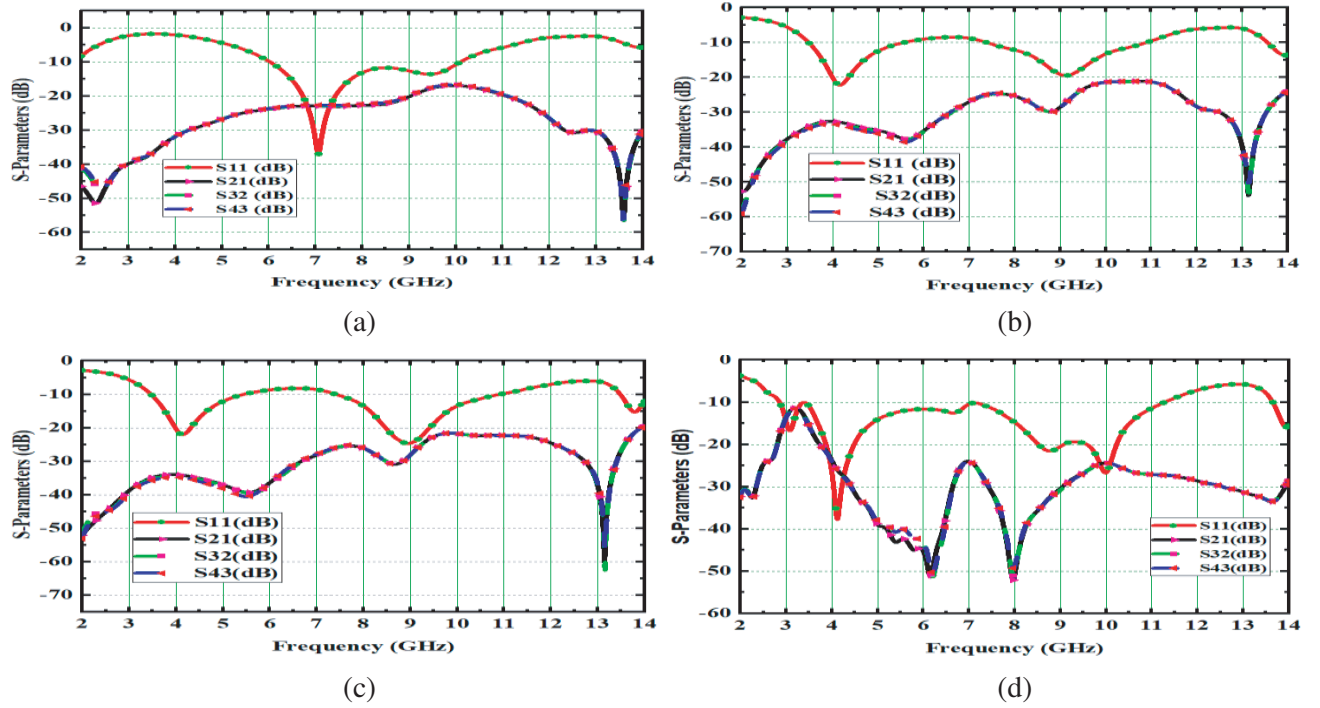 0
-10
-20
-30
-40
-50
-60
S-Parameters (dB)
S11 (dB)
S21(dB)
S32 (dB)
S43 (dB)
2 3 4 5 6 7 8 9 10 11 12 13 14
Frequency (GHz)
(a)
0
-10
-20
-30
-40
-50
-60
-70
S-Parameters (dB)
S11 (dB)
S21 (dB)
S32(dB)
S43 (dB)
2 3 4 5 6 7 8 9 10 11 12 13 14
Frequency (GHz)
(b)
0
-10
-20
-30
-40
-50
-60
-70
S-Parameters (dB)
S11(dB)
S21(dB)
S32(dB)
S43(dB)
2 3 4 5 6 7 8 9 10 11 12 13 14
Frequency (GHz)
(c)
0
-10
-20
-30
-40
-50
-60
S-Parameters (dB)
S11(dB)
S21(dB)
S32(dB)
S43(dB)
2 3 4 5 6 7 8 9 10 11 12 13 14
Frequency (GHz)
(d)